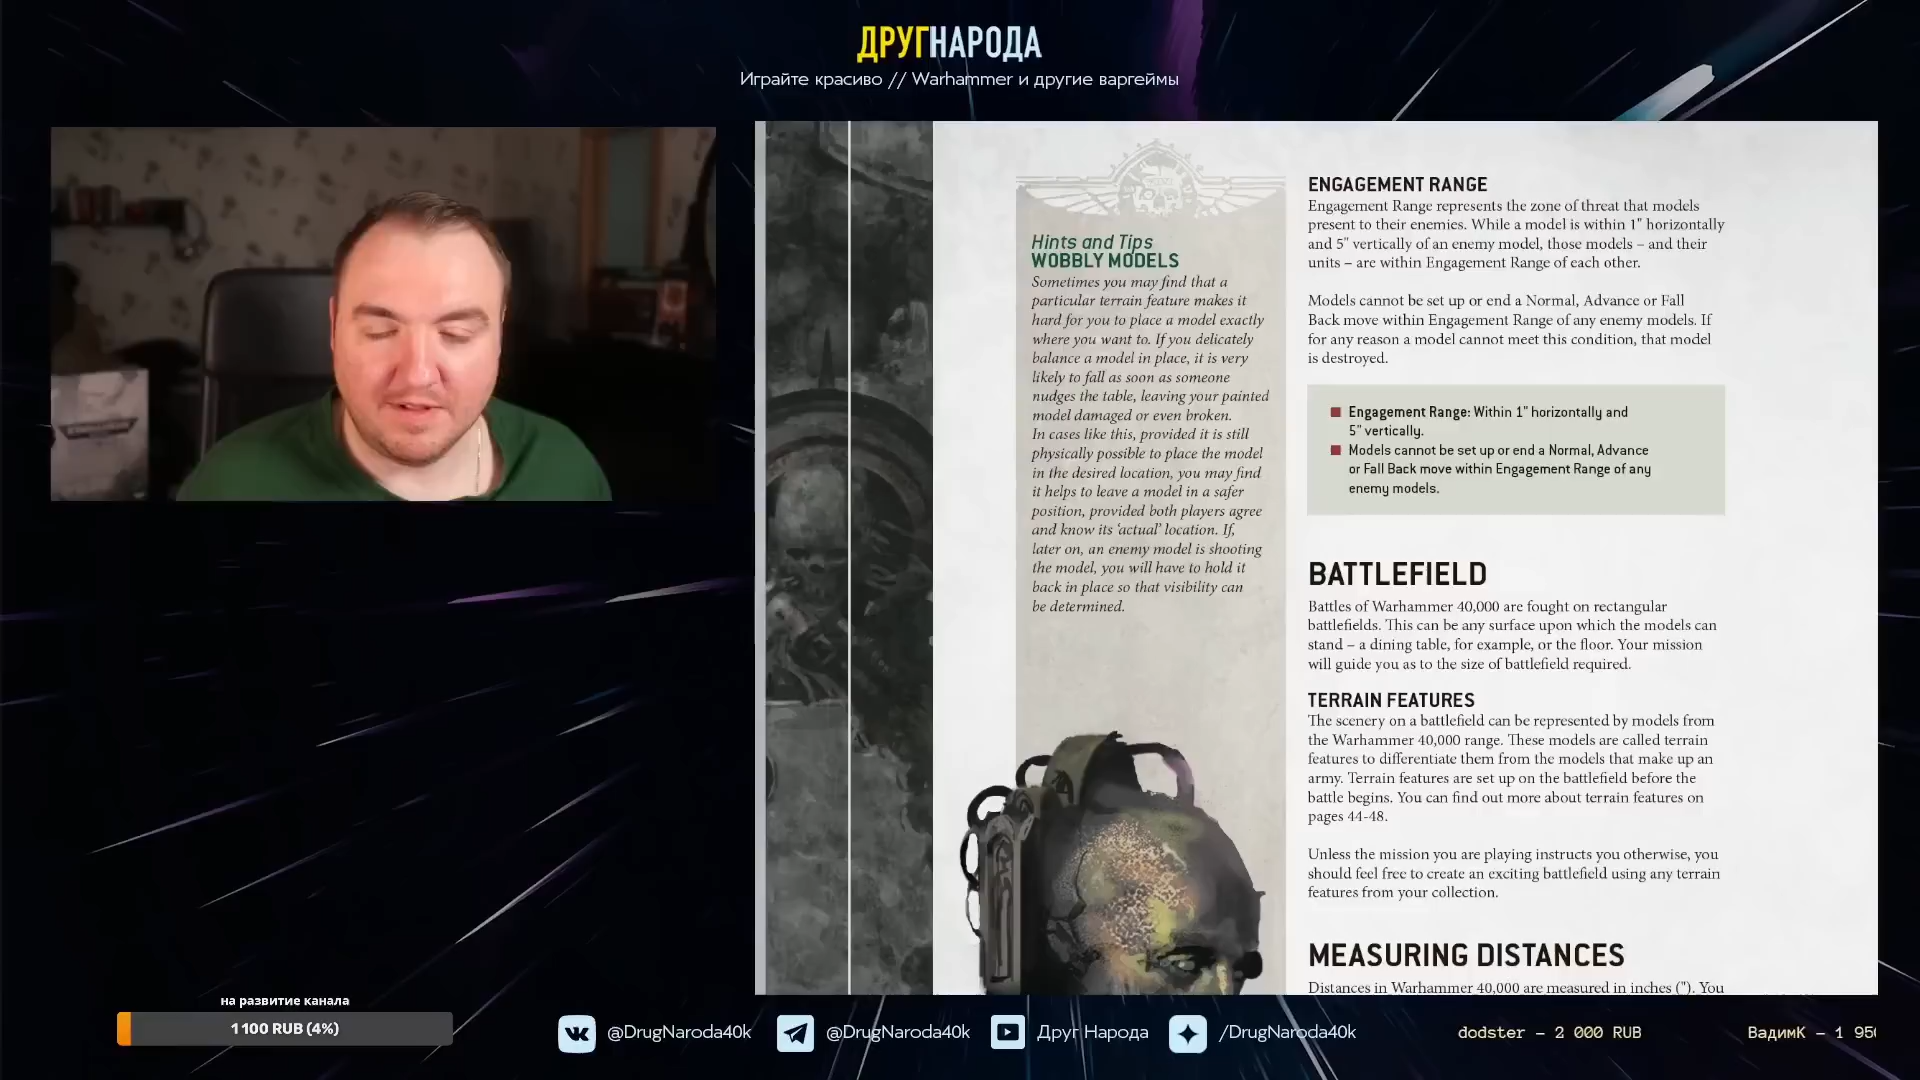 ДРУГНАРОДА
Играйте красиво // Warhammer и другие варгеймы
Hints and Tips
WOBBLY MODELS
Sometimes you may find that a
particular terrain feature makes it
hard for you to place a model exactly
where you want to. If you delicately
balance a model in place, it is very
likely to fall as soon as someone
nudges the table, leaving your painted
model damaged or even broken.
In cases like this, provided it is still
physically possible to place the model
in the desired location, you may find
it helps to leave a model in a safer
position, provided both players agree
and know its ‘actual’ location. If,
later on, an enemy model is shooting
the model, you will have to hold it
back in place so that visibility can
be determined.
ENGAGEMENT RANGE
Engagement Range represents the zone of threat that models
present to their enemies. While a model is within 1" horizontally
and 5" vertically of an enemy model, those models – and their
units – are within Engagement Range of each other.
Models cannot be set up or end a Normal, Advance or Fall
Back move within Engagement Range of any enemy models. If
for any reason a model cannot meet this condition, that model
is destroyed.
Engagement Range: Within 1" horizontally and
5" vertically.
Models cannot be set up or end a Normal, Advance
or Fall Back move within Engagement Range of any
enemy models.
BATTLEFIELD
Battles of Warhammer 40,000 are fought on rectangular
battlefields. This can be any surface upon which the models can
stand – a dining table, for example, or the floor. Your mission
will guide you as to the size of battlefield required.
TERRAIN FEATURES
The scenery on a battlefield can be represented by models from
the Warhammer 40,000 range. These models are called terrain
features to differentiate them from the models that make up an
army. Terrain features are set up on the battlefield before the
battle begins. You can find out more about terrain features on
pages 44-48.
Unless the mission you are playing instructs you otherwise, you
should feel free to create an exciting battlefield using any terrain
features from your collection.
MEASURING DISTANCES
Distances in Warhammer 40,000 are measured in inches ("). You
на развитие канала
1 100 RUB (4%)
@DrugNaroda40k
@DrugNaroda40k
Друг Народа
/DrugNaroda40k
dodster – 2 000 RUB
ВадимК – 1 950